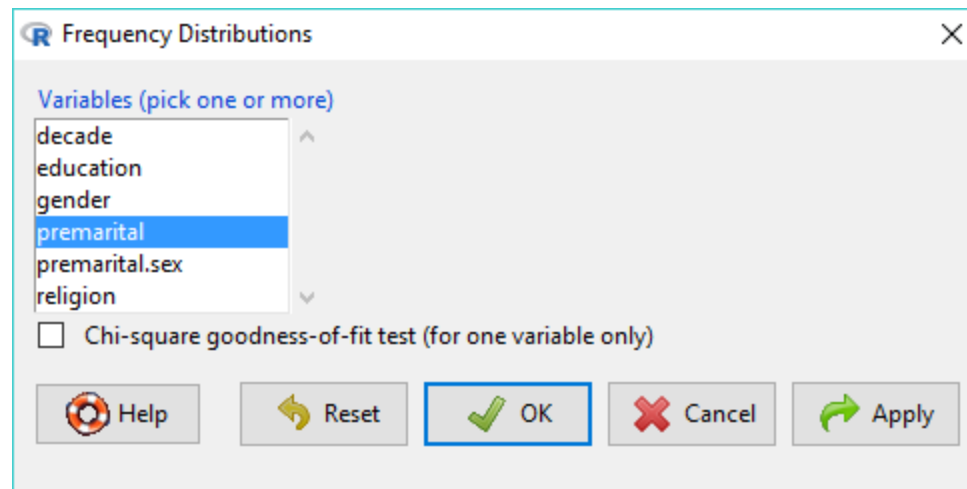 Frequency Distributions
Variables (pick one or more)
decade
education
gender
premarital
premarital.sex
religion
Chi-square goodness-of-fit test (for one variable only)
Help Reset OK Cancel Apply